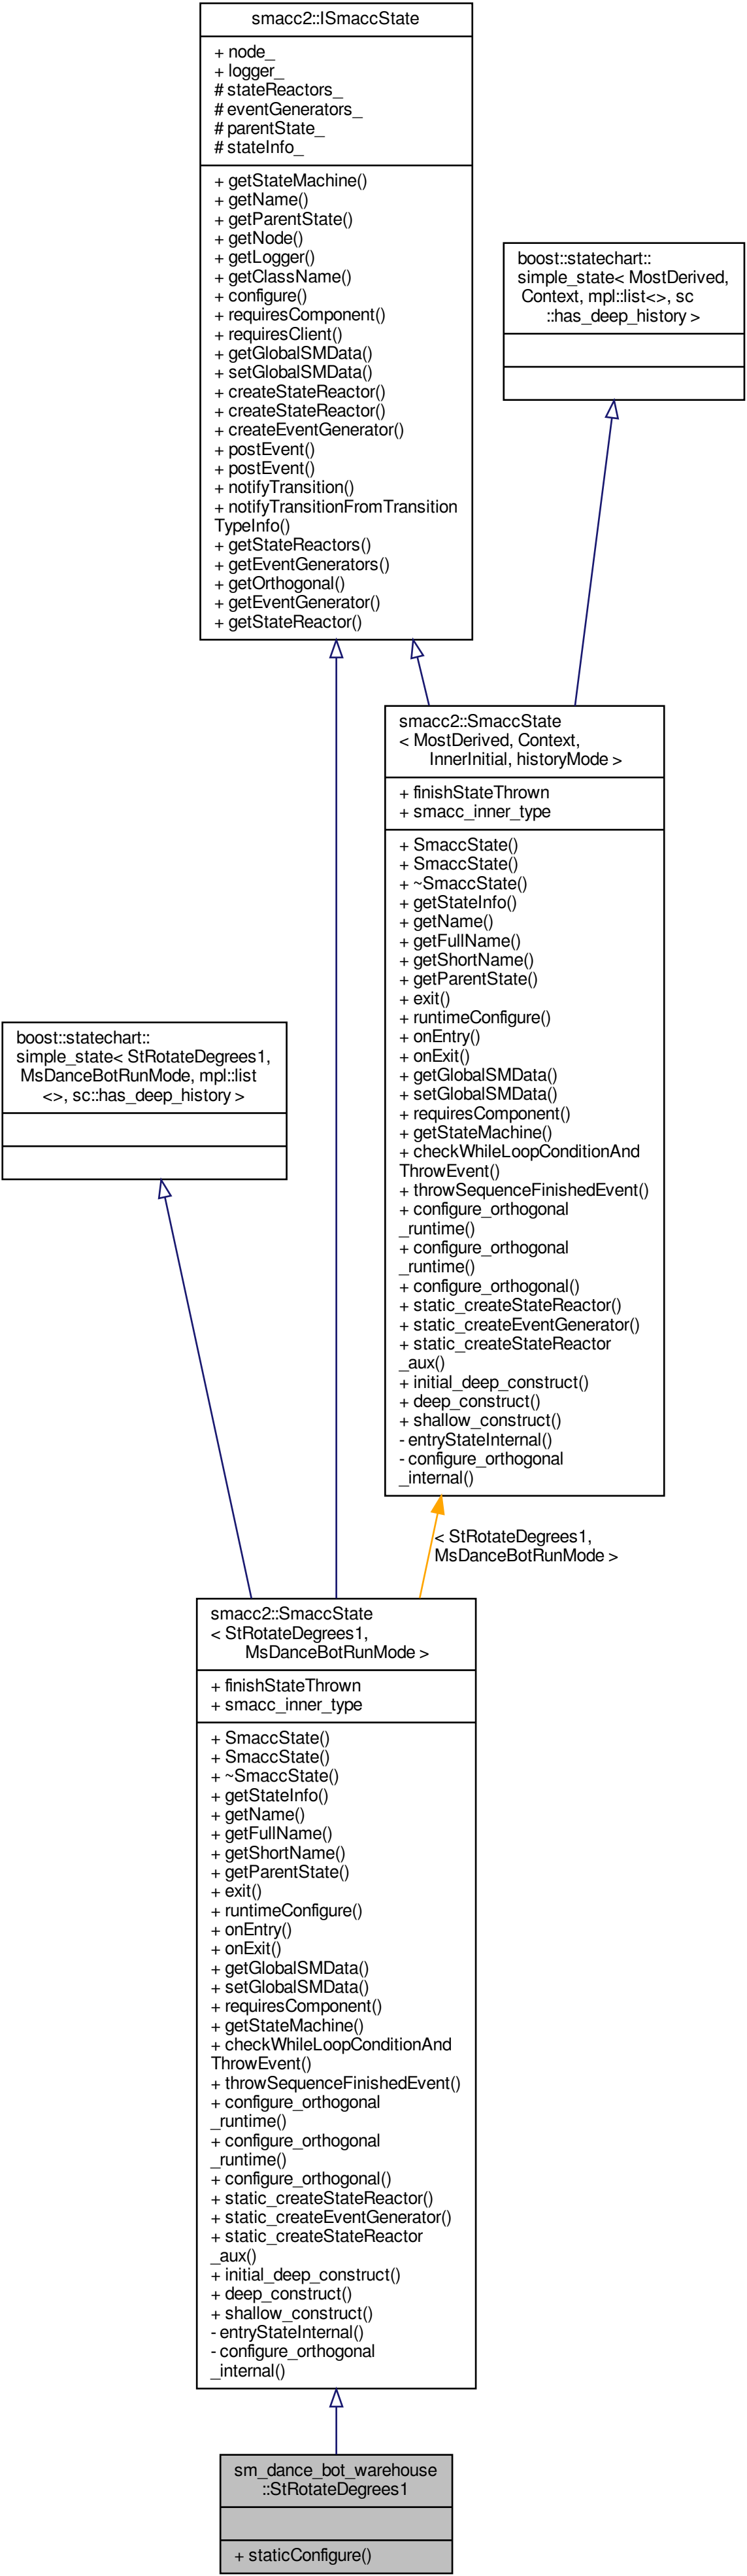 smacc2::ISmaccState
+ node_
+ logger_
# stateReactors_
# eventGenerators_
# parentState_
# stateInfo_
+ getStateMachine()
+ getName()
+ getParentState()
+ getNode()
+ getLogger()
+ getClassName()
+ configure()
+ requiresComponent()
+ requiresClient()
+ getGlobalSMData()
+ setGlobalSMData()
+ createStateReactor()
+ createStateReactor()
+ createEventGenerator()
+ postEvent()
+ postEvent()
+ notifyTransition()
+ notifyTransitionFromTransition
TypeInfo()
+ getStateReactors()
+ getEventGenerators()
+ getOrthogonal()
+ getEventGenerator()
+ getStateReactor()
boost::statechart::
simple_state< MostDerived,
Context, mpl::list<>, sc
::has_deep_history >
smacc2::SmaccState
< MostDerived, Context,
InnerInitial, historyMode >
+ finishStateThrown
+ smacc_inner_type
+ SmaccState()
+ SmaccState()
+ ~SmaccState()
+ getStateInfo()
+ getName()
+ getFullName()
+ getShortName()
+ getParentState()
+ exit()
+ runtimeConfigure()
+ onEntry()
+ onExit()
+ getGlobalSMData()
+ setGlobalSMData()
+ requiresComponent()
+ getStateMachine()
+ checkWhileLoopConditionAnd
ThrowEvent()
+ throwSequenceFinishedEvent()
+ configure_orthogonal
_runtime()
+ configure_orthogonal
_runtime()
+ configure_orthogonal()
+ static_createStateReactor()
+ static_createEventGenerator()
+ static_createStateReactor
_aux()
+ initial_deep_construct()
+ deep_construct()
+ shallow_construct()
- entryStateInternal()
- configure_orthogonal
_internal()
boost::statechart::
simple_state< StRotateDegrees1,
MsDanceBotRunMode, mpl::list
<>, sc::has_deep_history >
< StRotateDegrees1,
MsDanceBotRunMode >
smacc2::SmaccState
< StRotateDegrees1,
MsDanceBotRunMode >
+ finishStateThrown
+ smacc_inner_type
+ SmaccState()
+ SmaccState()
+ ~SmaccState()
+ getStateInfo()
+ getName()
+ getFullName()
+ getShortName()
+ getParentState()
+ exit()
+ runtimeConfigure()
+ onEntry()
+ onExit()
+ getGlobalSMData()
+ setGlobalSMData()
+ requiresComponent()
+ getStateMachine()
+ checkWhileLoopConditionAnd
ThrowEvent()
+ throwSequenceFinishedEvent()
+ configure_orthogonal
_runtime()
+ configure_orthogonal
_runtime()
+ configure_orthogonal()
+ static_createStateReactor()
+ static_createEventGenerator()
+ static_createStateReactor
_aux()
+ initial_deep_construct()
+ deep_construct()
+ shallow_construct()
- entryStateInternal()
- configure_orthogonal
_internal()
sm_dance_bot_warehouse
::StRotateDegrees1
+ staticConfigure()